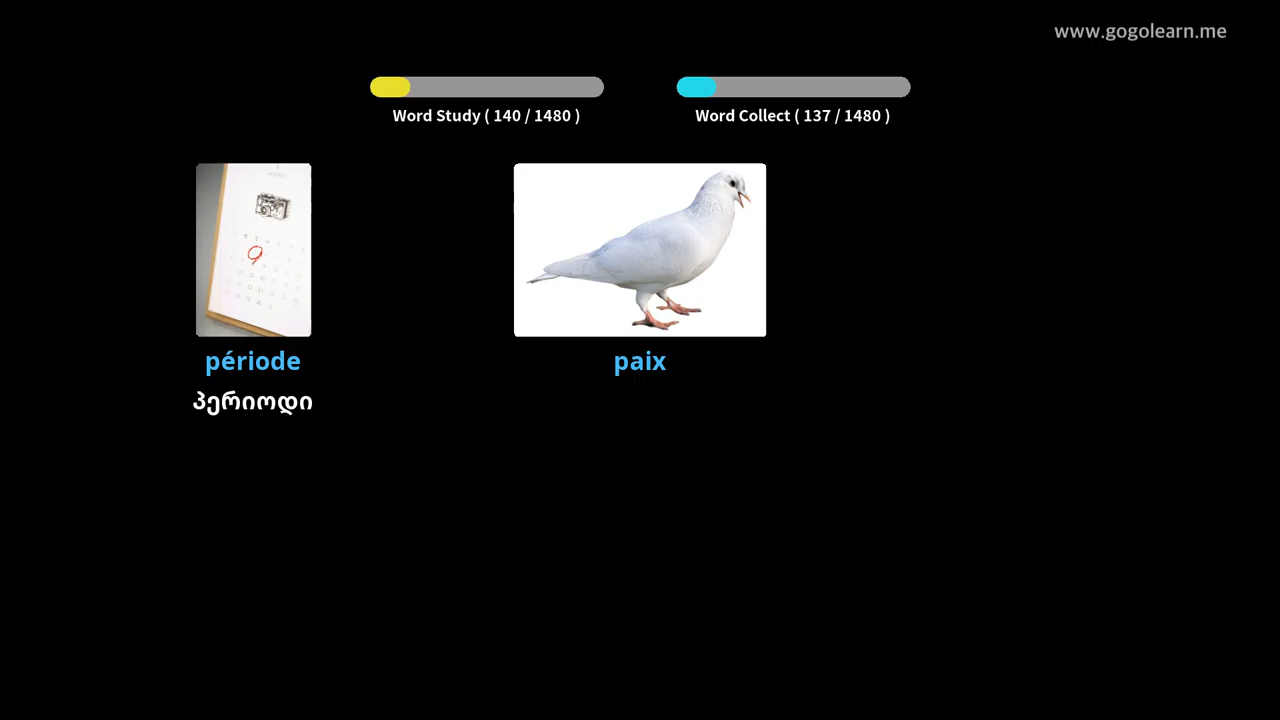 www.gogolearn.me
Word Study ( 140 / 1480 )
Word Collect ( 137 / 1480 )
période
paix
პერიოდი